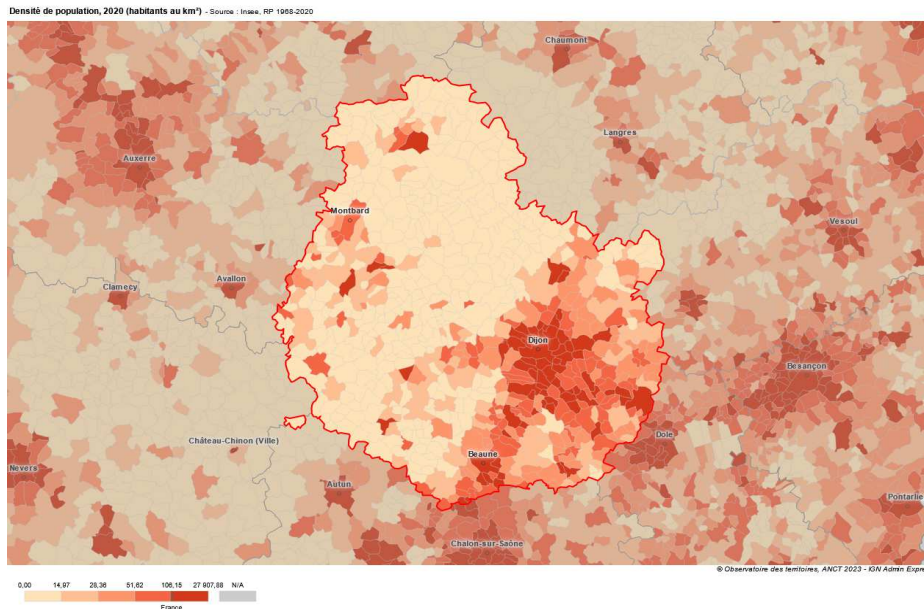 Densité de population, 2020 (habitants au km²) - Source : Insee, RP 1968-2020
Chaumont
Langres
Auxerre
Montbard
Vesoul
Avallon
Clamecy
Dijon
Besançon
Château-Chinon (Ville)
Dole
Beaune
Nevers
Autun
Pontarlie
Chalon-sur-Saône
© Observatoire des territoires, ANCT 2023 - IGN Admin Expre
0,00 14,97 28,36 51,62 106,15 27 907,88 N/A
France